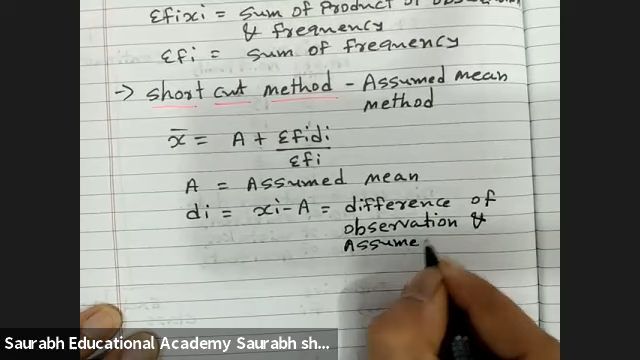 Σfixi = sum of Product of observation
& frequency
Σfi = sum of frequency
→ short cut method - Assumed mean
method
x̄ = A + Σfidi
Σfi
A = Assumed mean
di = xi - A = difference of
observation &
Assume
Saurabh Educational Academy Saurabh sh...